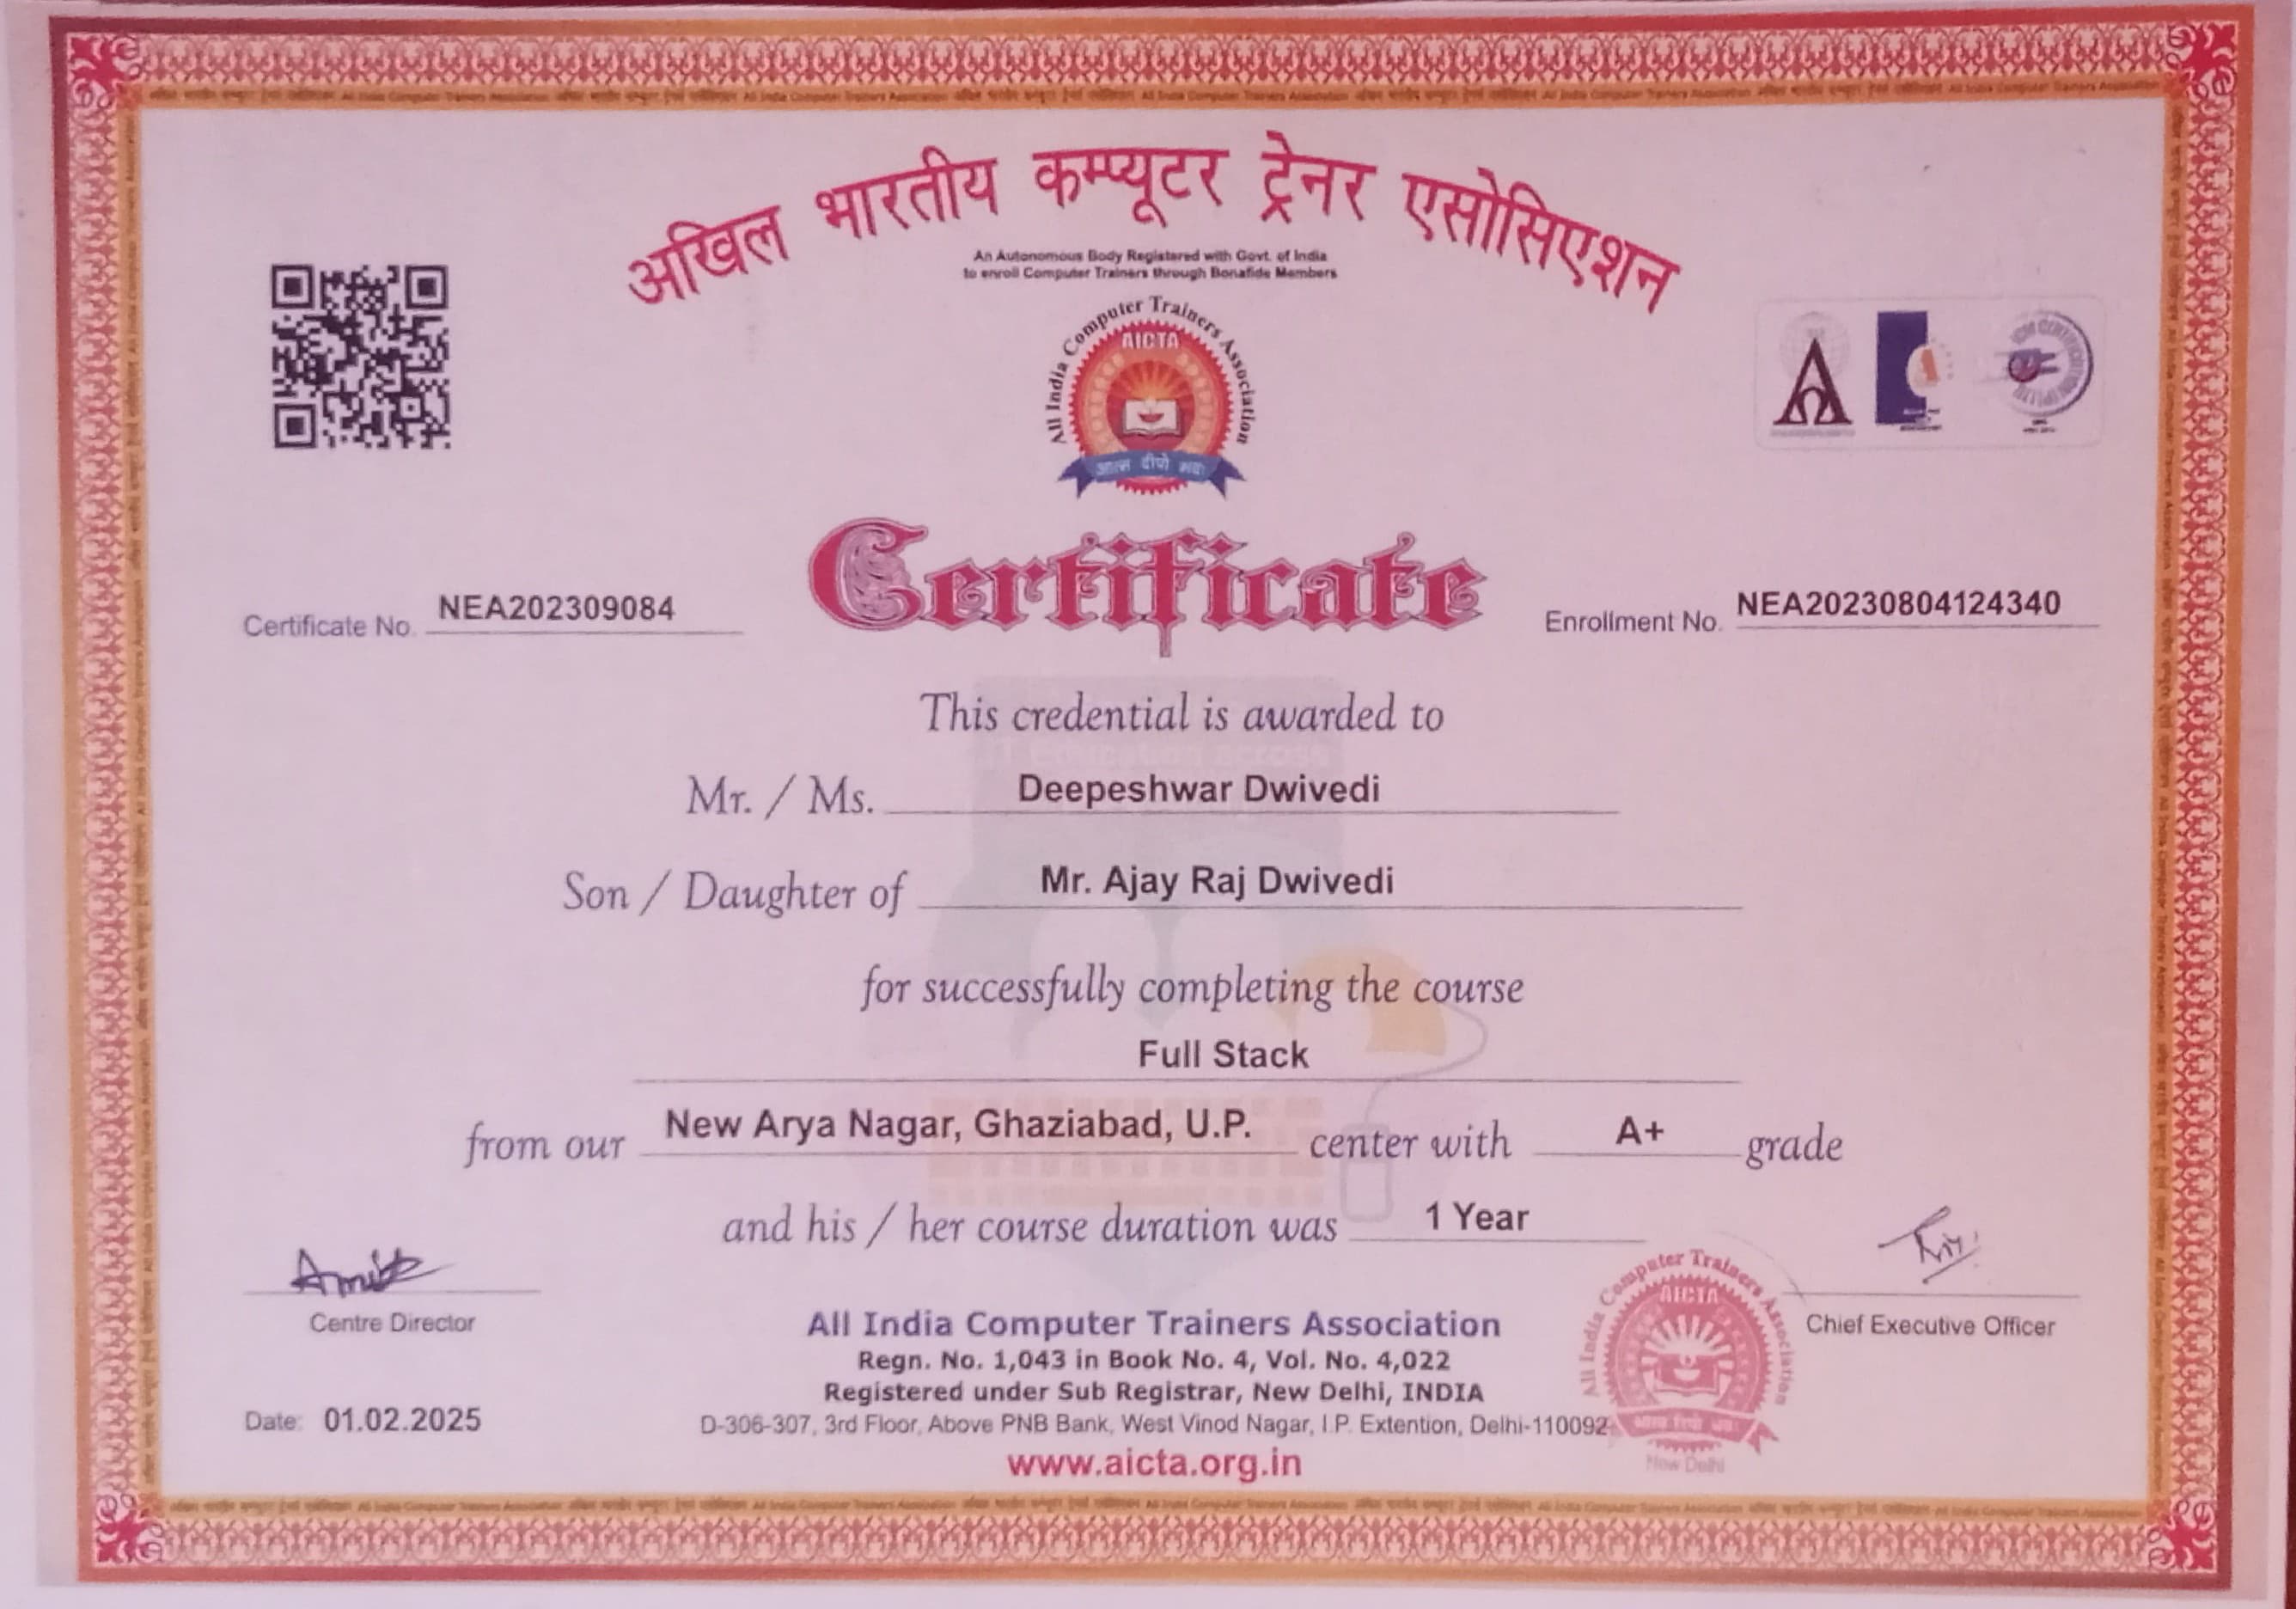 अखिल भारतीय कम्प्यूटर ट्रेनर एसोसिएशन
An Autonomous Body Registered with Govt. of India
to enroll Computer Trainers through Bonafide Members
All India Computer Trainers Association
AICTA
आत्म दीपो भवः
Certificate
Certificate No. NEA202309084
Enrollment No. NEA20230804124340
This credential is awarded to
Mr. / Ms. Deepeshwar Dwivedi
Son / Daughter of Mr. Ajay Raj Dwivedi
for successfully completing the course
Full Stack
from our New Arya Nagar, Ghaziabad, U.P. center with A+ grade
and his / her course duration was 1 Year
Amit
Centre Director
Chief Executive Officer
Date: 01.02.2025
All India Computer Trainers Association
Regn. No. 1,043 in Book No. 4, Vol. No. 4,022
Registered under Sub Registrar, New Delhi, INDIA
D-306-307, 3rd Floor, Above PNB Bank, West Vinod Nagar, I.P. Extention, Delhi-110092
www.aicta.org.in
All India Computer Trainers Association
AICTA
New Delhi